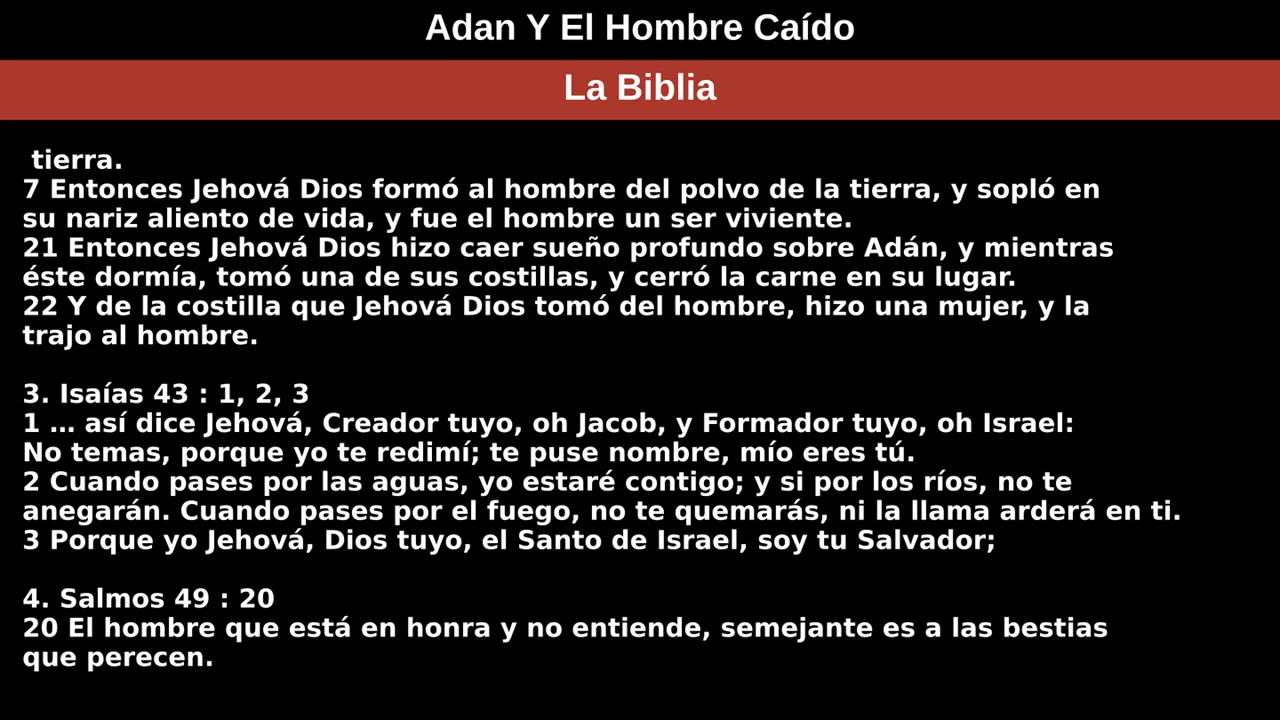 Adan Y El Hombre Caído
La Biblia
tierra.
7 Entonces Jehová Dios formó al hombre del polvo de la tierra, y sopló en
su nariz aliento de vida, y fue el hombre un ser viviente.
21 Entonces Jehová Dios hizo caer sueño profundo sobre Adán, y mientras
éste dormía, tomó una de sus costillas, y cerró la carne en su lugar.
22 Y de la costilla que Jehová Dios tomó del hombre, hizo una mujer, y la
trajo al hombre.
3. Isaías 43 : 1, 2, 3
1 … así dice Jehová, Creador tuyo, oh Jacob, y Formador tuyo, oh Israel:
No temas, porque yo te redimí; te puse nombre, mío eres tú.
2 Cuando pases por las aguas, yo estaré contigo; y si por los ríos, no te
anegarán. Cuando pases por el fuego, no te quemarás, ni la llama arderá en ti.
3 Porque yo Jehová, Dios tuyo, el Santo de Israel, soy tu Salvador;
4. Salmos 49 : 20
20 El hombre que está en honra y no entiende, semejante es a las bestias
que perecen.